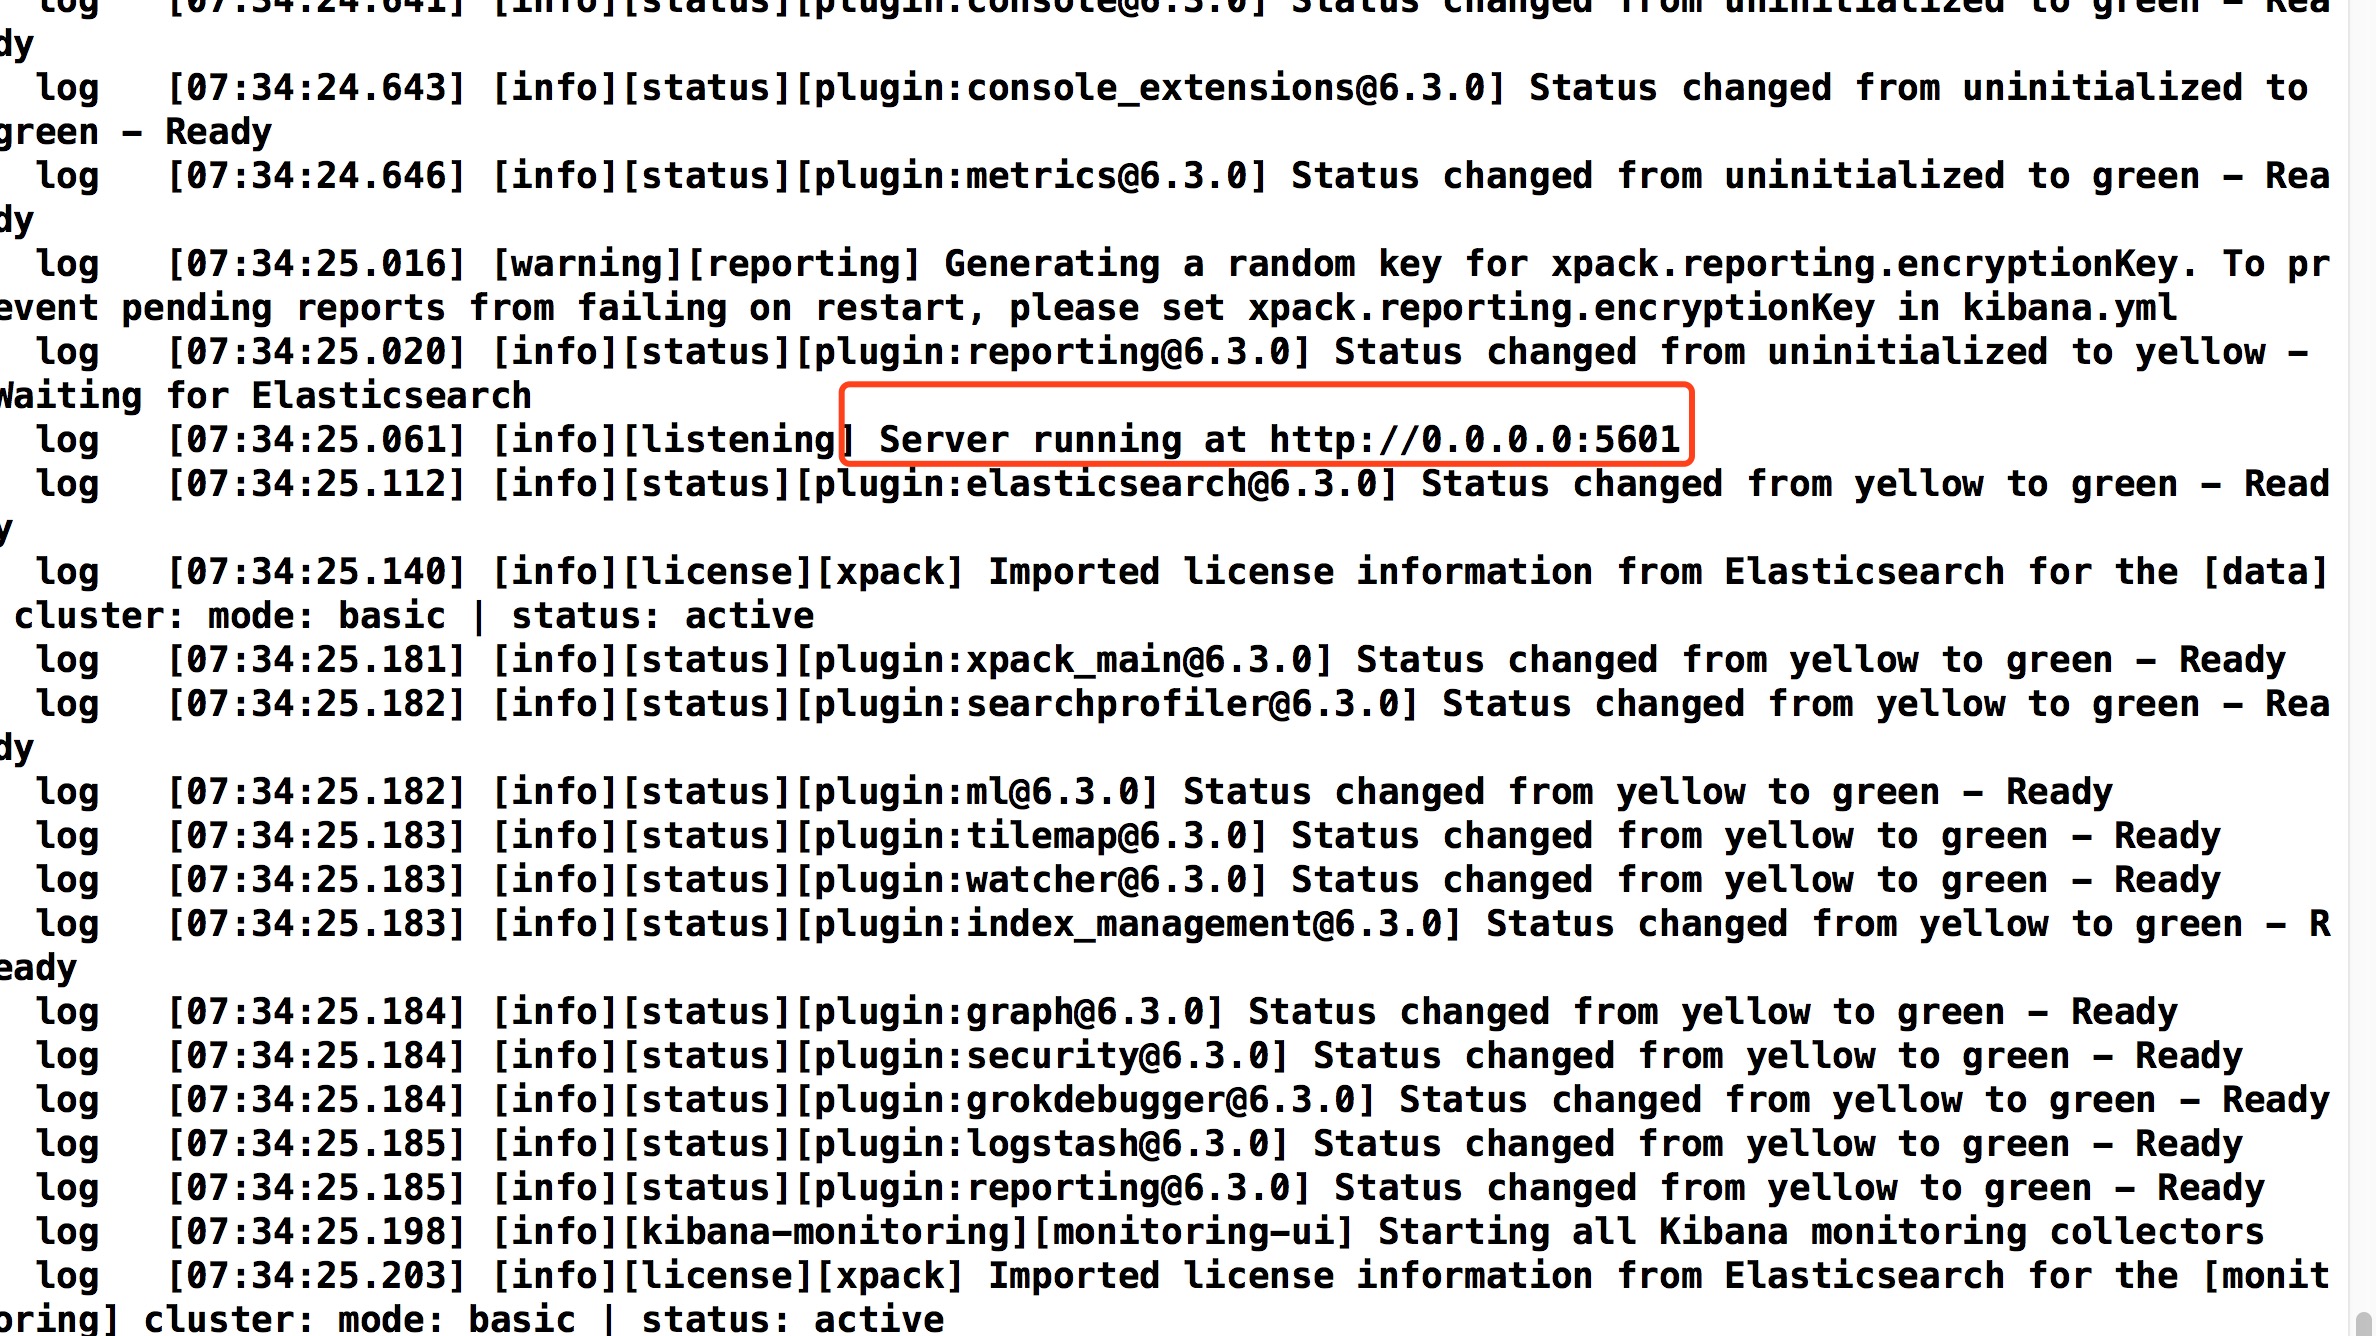 log [07:34:24.641] [info][status][plugin:console@6.3.0] Status changed from uninitialized to green – Rea
dy
log [07:34:24.643] [info][status][plugin:console_extensions@6.3.0] Status changed from uninitialized to
green – Ready
log [07:34:24.646] [info][status][plugin:metrics@6.3.0] Status changed from uninitialized to green – Rea
dy
log [07:34:25.016] [warning][reporting] Generating a random key for xpack.reporting.encryptionKey. To pr
event pending reports from failing on restart, please set xpack.reporting.encryptionKey in kibana.yml
log [07:34:25.020] [info][status][plugin:reporting@6.3.0] Status changed from uninitialized to yellow –
Waiting for Elasticsearch
log [07:34:25.061] [info][listening] Server running at http://0.0.0.0:5601
log [07:34:25.112] [info][status][plugin:elasticsearch@6.3.0] Status changed from yellow to green – Read
y
log [07:34:25.140] [info][license][xpack] Imported license information from Elasticsearch for the [data]
cluster: mode: basic | status: active
log [07:34:25.181] [info][status][plugin:xpack_main@6.3.0] Status changed from yellow to green – Ready
log [07:34:25.182] [info][status][plugin:searchprofiler@6.3.0] Status changed from yellow to green – Rea
dy
log [07:34:25.182] [info][status][plugin:ml@6.3.0] Status changed from yellow to green – Ready
log [07:34:25.183] [info][status][plugin:tilemap@6.3.0] Status changed from yellow to green – Ready
log [07:34:25.183] [info][status][plugin:watcher@6.3.0] Status changed from yellow to green – Ready
log [07:34:25.183] [info][status][plugin:index_management@6.3.0] Status changed from yellow to green – R
eady
log [07:34:25.184] [info][status][plugin:graph@6.3.0] Status changed from yellow to green – Ready
log [07:34:25.184] [info][status][plugin:security@6.3.0] Status changed from yellow to green – Ready
log [07:34:25.184] [info][status][plugin:grokdebugger@6.3.0] Status changed from yellow to green – Ready
log [07:34:25.185] [info][status][plugin:logstash@6.3.0] Status changed from yellow to green – Ready
log [07:34:25.185] [info][status][plugin:reporting@6.3.0] Status changed from yellow to green – Ready
log [07:34:25.198] [info][kibana–monitoring][monitoring–ui] Starting all Kibana monitoring collectors
log [07:34:25.203] [info][license][xpack] Imported license information from Elasticsearch for the [monit
oring] cluster: mode: basic | status: active